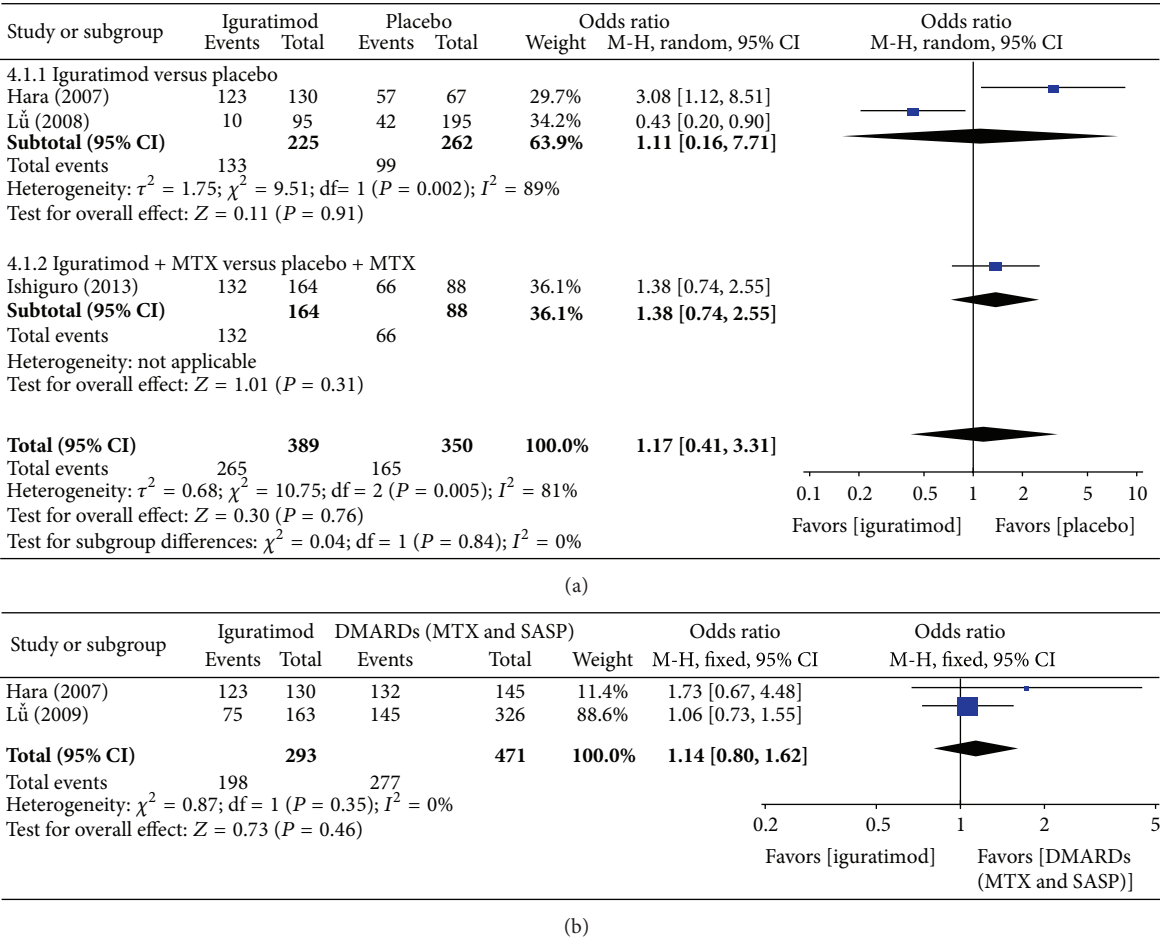 Study or subgroup Iguratimod Placebo Odds ratio Odds ratio
Events Total Events Total Weight M-H, random, 95% CI M-H, random, 95% CI
4.1.1 Iguratimod versus placebo
Hara (2007) 123 130 57 67 29.7% 3.08 [1.12, 8.51]
Lǚ (2008) 10 95 42 195 34.2% 0.43 [0.20, 0.90]
Subtotal (95% CI) 225 262 63.9% 1.11 [0.16, 7.71]
Total events 133 99
Heterogeneity: τ² = 1.75; χ² = 9.51; df= 1 (P = 0.002); I² = 89%
Test for overall effect: Z = 0.11 (P = 0.91)
4.1.2 Iguratimod + MTX versus placebo + MTX
Ishiguro (2013) 132 164 66 88 36.1% 1.38 [0.74, 2.55]
Subtotal (95% CI) 164 88 36.1% 1.38 [0.74, 2.55]
Total events 132 66
Heterogeneity: not applicable
Test for overall effect: Z = 1.01 (P = 0.31)
Total (95% CI) 389 350 100.0% 1.17 [0.41, 3.31]
Total events 265 165
Heterogeneity: τ² = 0.68; χ² = 10.75; df = 2 (P = 0.005); I² = 81%
0.1 0.2 0.5 1 2 5 10
Test for overall effect: Z = 0.30 (P = 0.76)
Favors [iguratimod] Favors [placebo]
Test for subgroup differences: χ² = 0.04; df = 1 (P = 0.84); I² = 0%
(a)
Study or subgroup Iguratimod DMARDs (MTX and SASP) Odds ratio Odds ratio
Events Total Events Total Weight M-H, fixed, 95% CI M-H, fixed, 95% CI
Hara (2007) 123 130 132 145 11.4% 1.73 [0.67, 4.48]
Lǚ (2009) 75 163 145 326 88.6% 1.06 [0.73, 1.55]
Total (95% CI) 293 471 100.0% 1.14 [0.80, 1.62]
Total events 198 277
Heterogeneity: χ² = 0.87; df = 1 (P = 0.35); I² = 0%
Test for overall effect: Z = 0.73 (P = 0.46)
0.2 0.5 1 2 5
Favors [iguratimod] Favors [DMARDs
(MTX and SASP)]
(b)